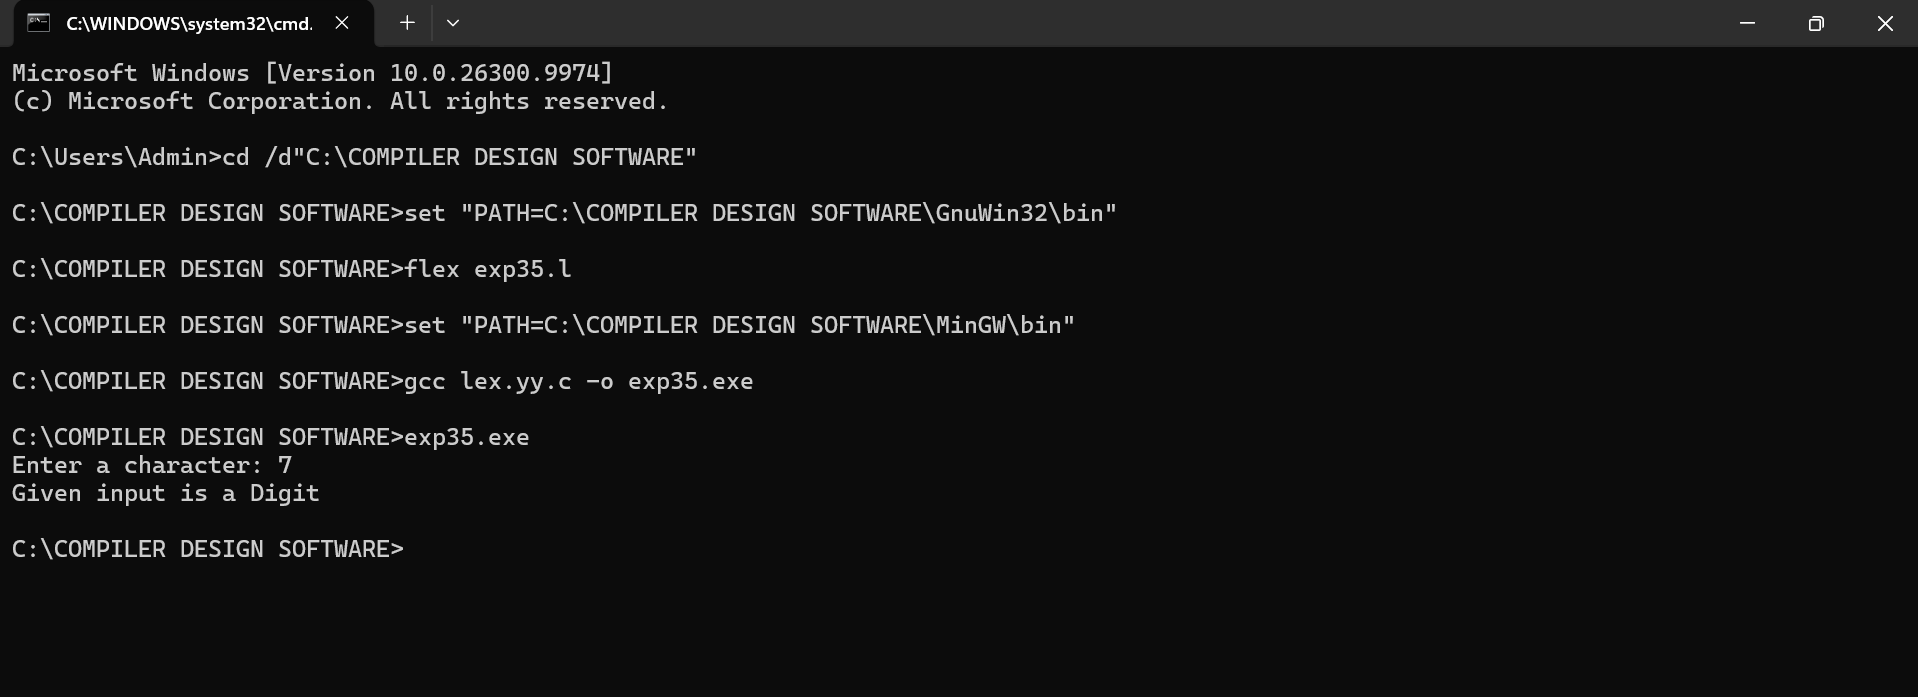 C:\WINDOWS\system32\cmd.
Microsoft Windows [Version 10.0.26300.9974]
(c) Microsoft Corporation. All rights reserved.
C:\Users\Admin>cd /d"C:\COMPILER DESIGN SOFTWARE"
C:\COMPILER DESIGN SOFTWARE>set "PATH=C:\COMPILER DESIGN SOFTWARE\GnuWin32\bin"
C:\COMPILER DESIGN SOFTWARE>flex exp35.l
C:\COMPILER DESIGN SOFTWARE>set "PATH=C:\COMPILER DESIGN SOFTWARE\MinGW\bin"
C:\COMPILER DESIGN SOFTWARE>gcc lex.yy.c -o exp35.exe
C:\COMPILER DESIGN SOFTWARE>exp35.exe
Enter a character: 7
Given input is a Digit
C:\COMPILER DESIGN SOFTWARE>